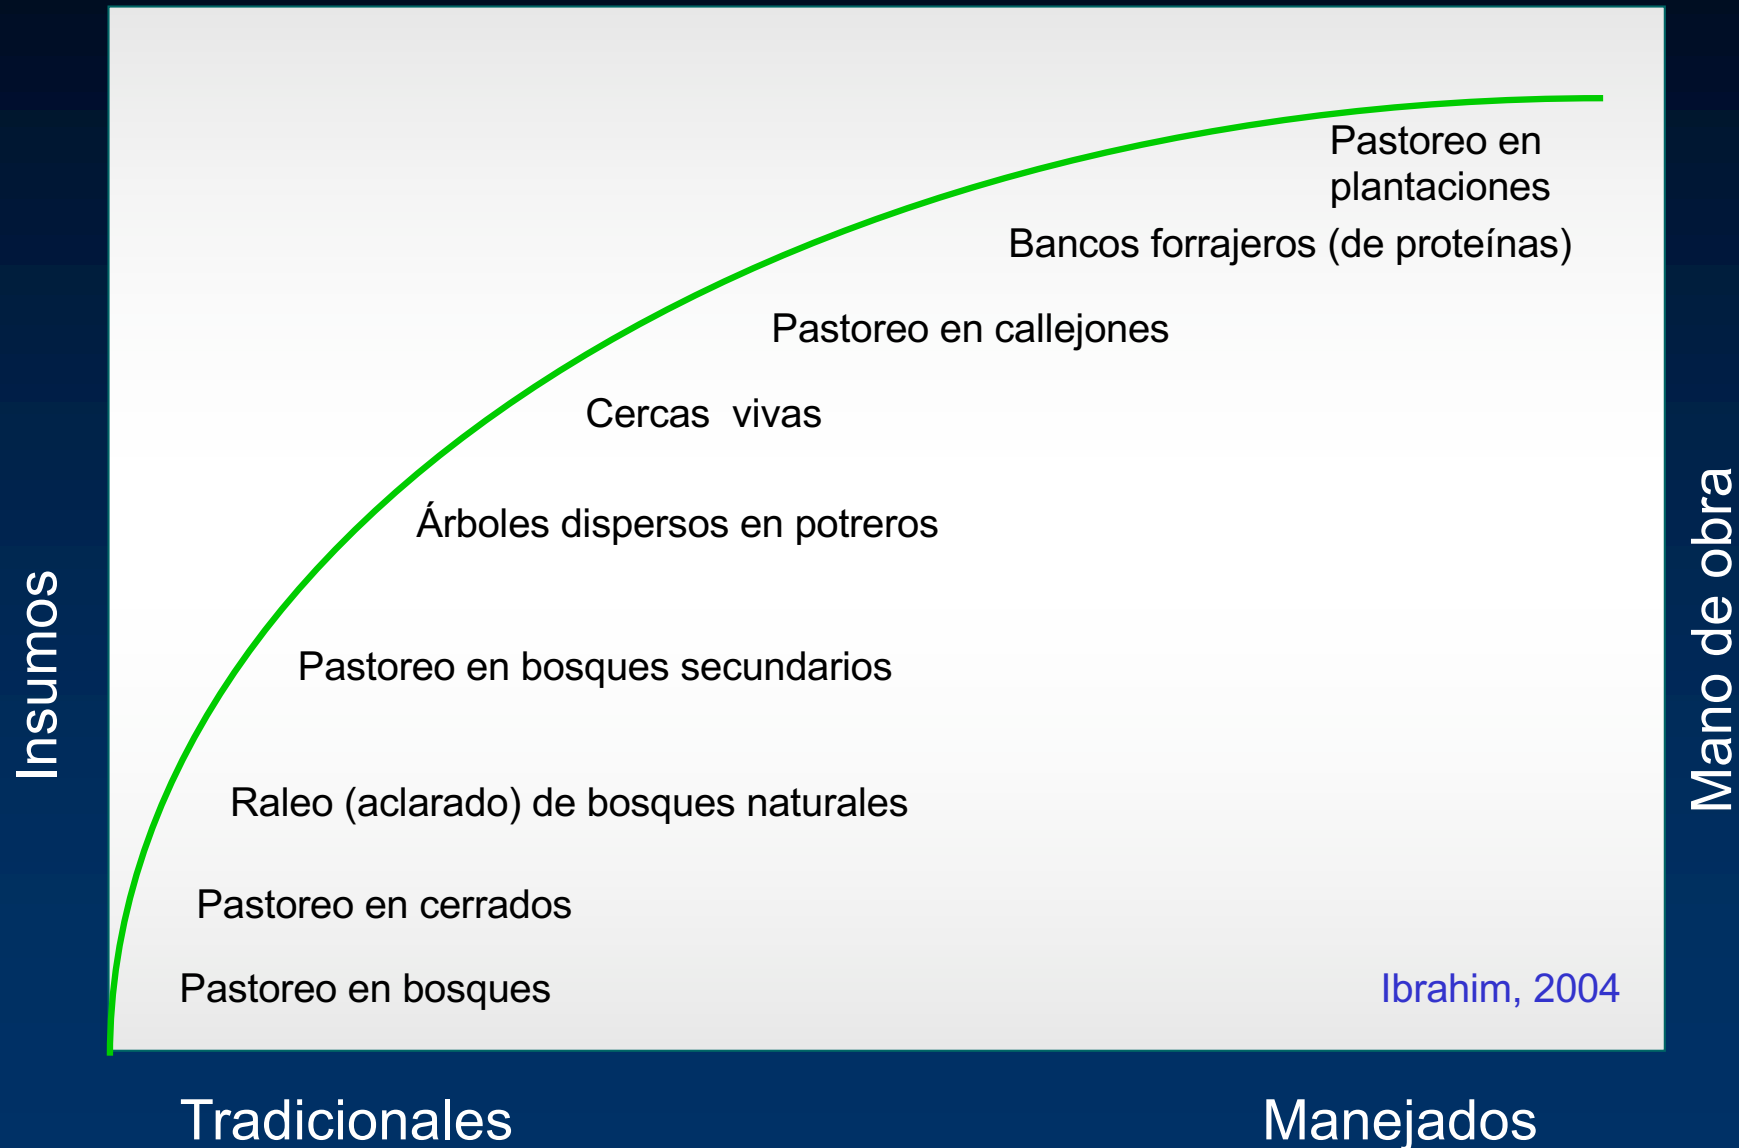 Pastoreo en
plantaciones
Bancos forrajeros (de proteínas)
Pastoreo en callejones
Cercas  vivas
Árboles dispersos en potreros
Pastoreo en bosques secundarios
Raleo (aclarado) de bosques naturales
Pastoreo en cerrados
Pastoreo en bosques
Ibrahim, 2004
Insumos
Mano de obra
Tradicionales
Manejados